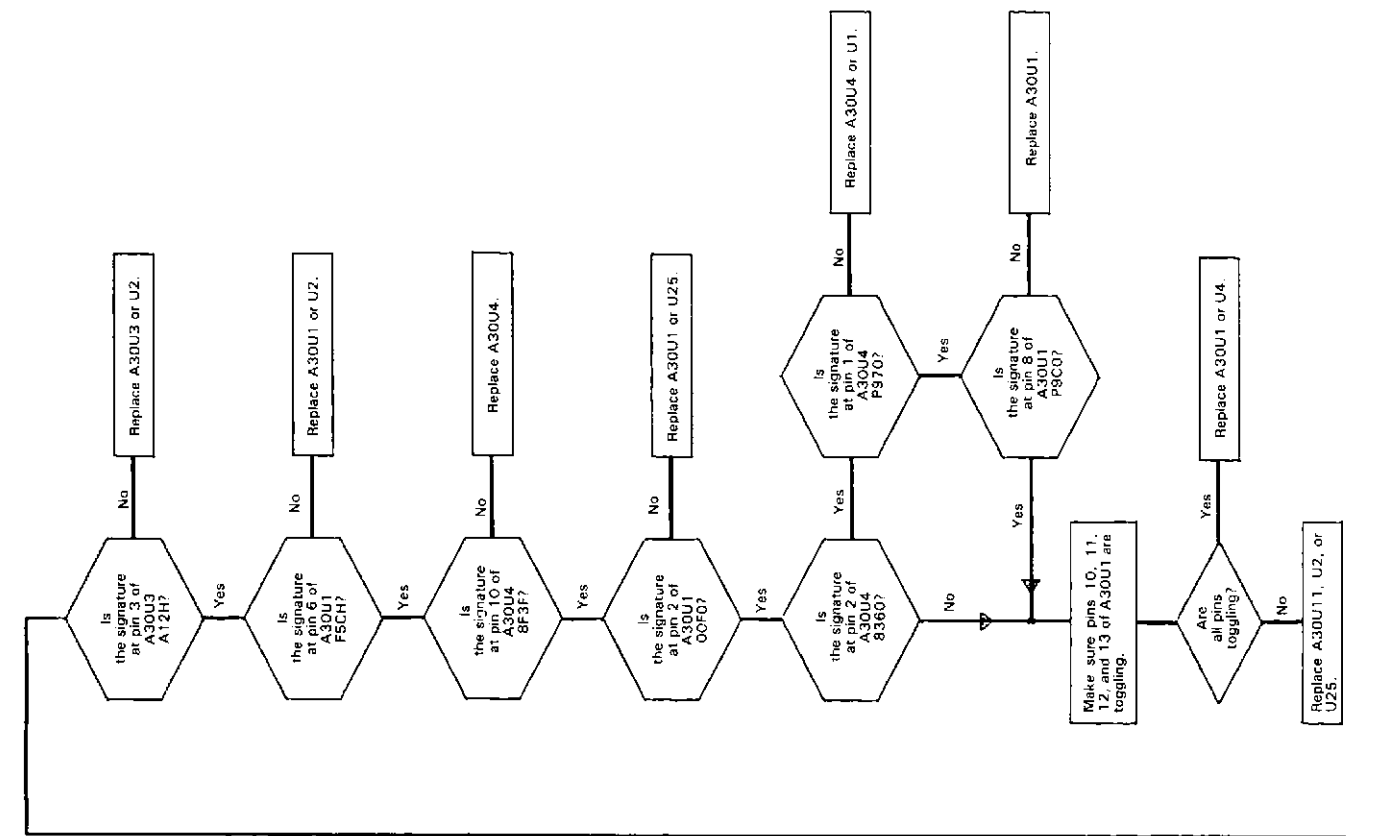 Is
the signature
at pin 3 of
A30U3
A12H?
No
Replace A30U3 or U2.
Yes
Is
the signature
at pin 6 of
A30U1
F5CH?
No
Replace A30U1 or U2.
Yes
Is
the signature
at pin 10 of
A30U4
8F3F?
No
Replace A30U4.
Yes
Is
the signature
at pin 2 of
A30U1
0CF0?
No
Replace A30U1 or U25.
Yes
Is
the signature
at pin 2 of
A30U4
8360?
Yes
Is
the signature
at pin 1 of
A30U4
P970?
No
Replace A30U4 or U1.
Yes
Is
the signature
at pin 8 of
A30U1
P9C0?
No
Replace A30U1.
Yes
No
Make sure pins 10, 11,
12, and 13 of A30U1 are
toggling.
Are
all pins
toggling?
Yes
Replace A30U1 or U4.
No
Replace A30U11, U2, or
U25.